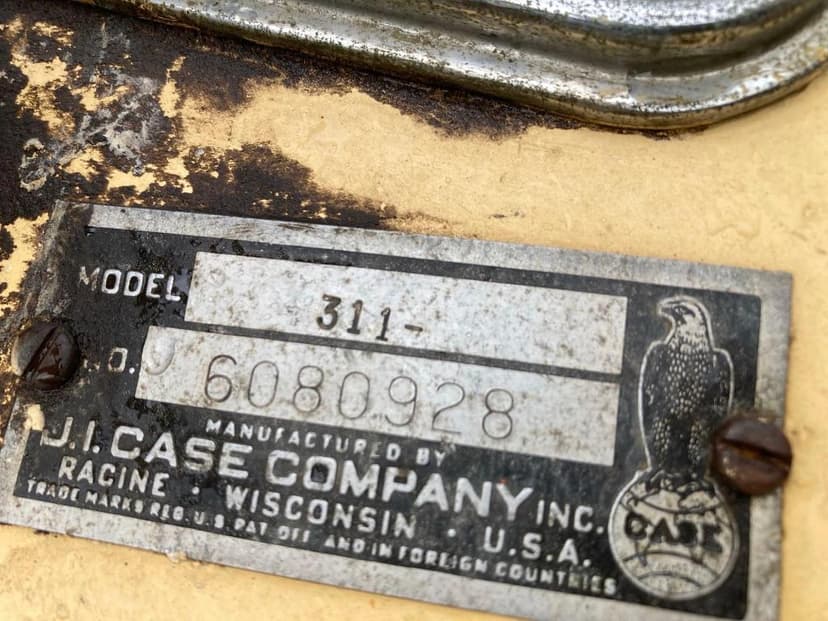 MODEL 311-
NO. 6080928
MANUFACTURED BY
J.I. CASE COMPANY INC.
RACINE · WISCONSIN · U.S.A.
TRADE MARKS REG. U.S. PAT. OFF. AND IN FOREIGN COUNTRIES
CASE